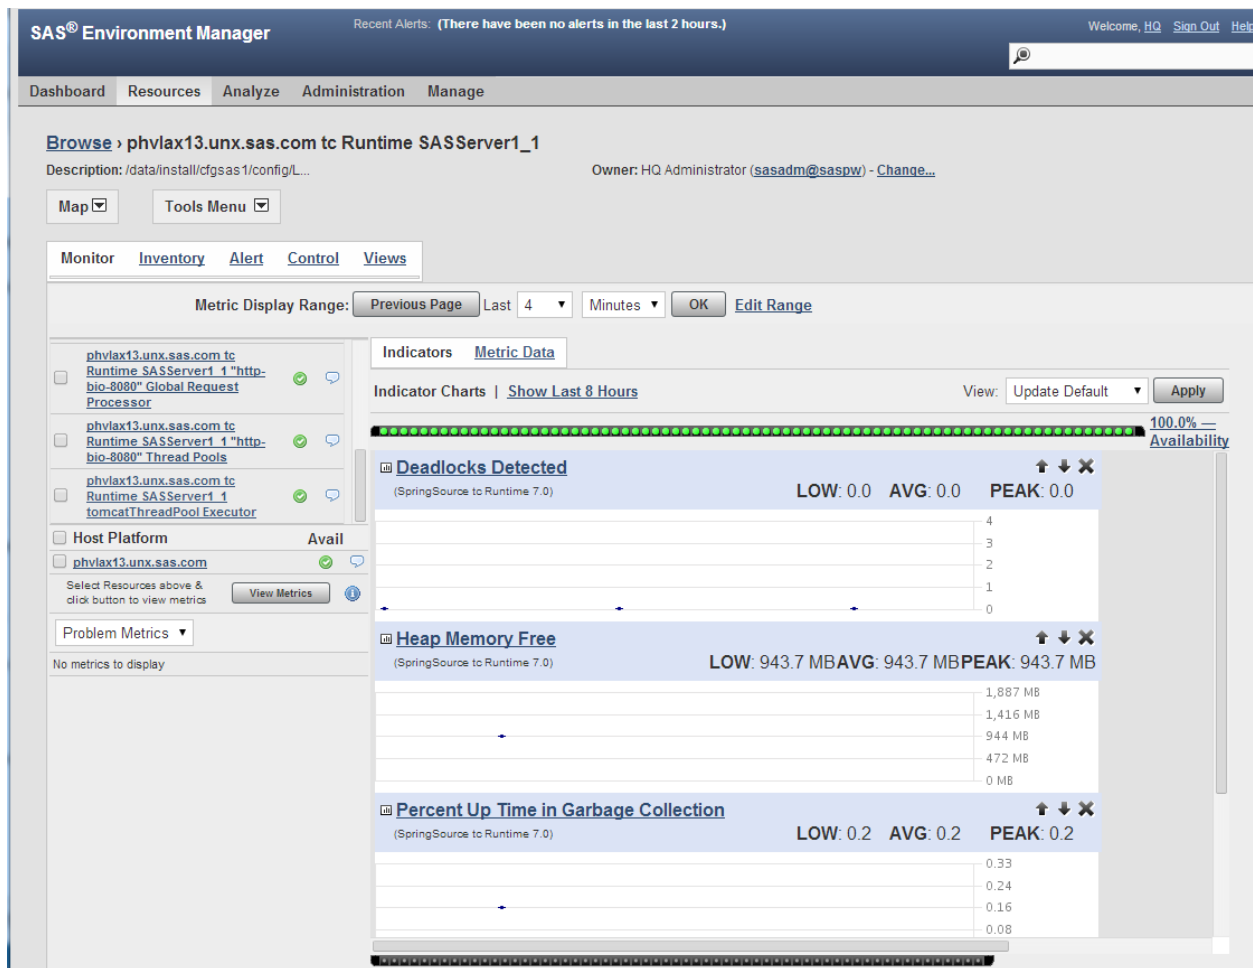 SAS® Environment Manager
Recent Alerts: (There have been no alerts in the last 2 hours.)
Welcome, HQ Sign Out Help
Dashboard Resources Analyze Administration Manage
Browse › phvlax13.unx.sas.com tc Runtime SASServer1_1
Description: /data/install/cfgsas1/config/L...
Owner: HQ Administrator (sasadm@saspw) - Change...
Map
Tools Menu
Monitor Inventory Alert Control Views
Metric Display Range: Previous Page Last 4 Minutes OK Edit Range
phvlax13.unx.sas.com tc
Runtime SASServer1_1 "http-
bio-8080" Global Request
Processor
phvlax13.unx.sas.com tc
Runtime SASServer1_1 "http-
bio-8080" Thread Pools
phvlax13.unx.sas.com tc
Runtime SASServer1_1
tomcatThreadPool Executor
Host Platform Avail
phvlax13.unx.sas.com
Select Resources above &
click button to view metrics
View Metrics
Problem Metrics
No metrics to display
Indicators Metric Data
Indicator Charts | Show Last 8 Hours
View: Update Default Apply
100.0% —
Availability
Deadlocks Detected
(SpringSource tc Runtime 7.0)
LOW: 0.0 AVG: 0.0 PEAK: 0.0
4
3
2
1
0
Heap Memory Free
(SpringSource tc Runtime 7.0)
LOW: 943.7 MBAVG: 943.7 MBPEAK: 943.7 MB
1,887 MB
1,416 MB
944 MB
472 MB
0 MB
Percent Up Time in Garbage Collection
(SpringSource tc Runtime 7.0)
LOW: 0.2 AVG: 0.2 PEAK: 0.2
0.33
0.24
0.16
0.08